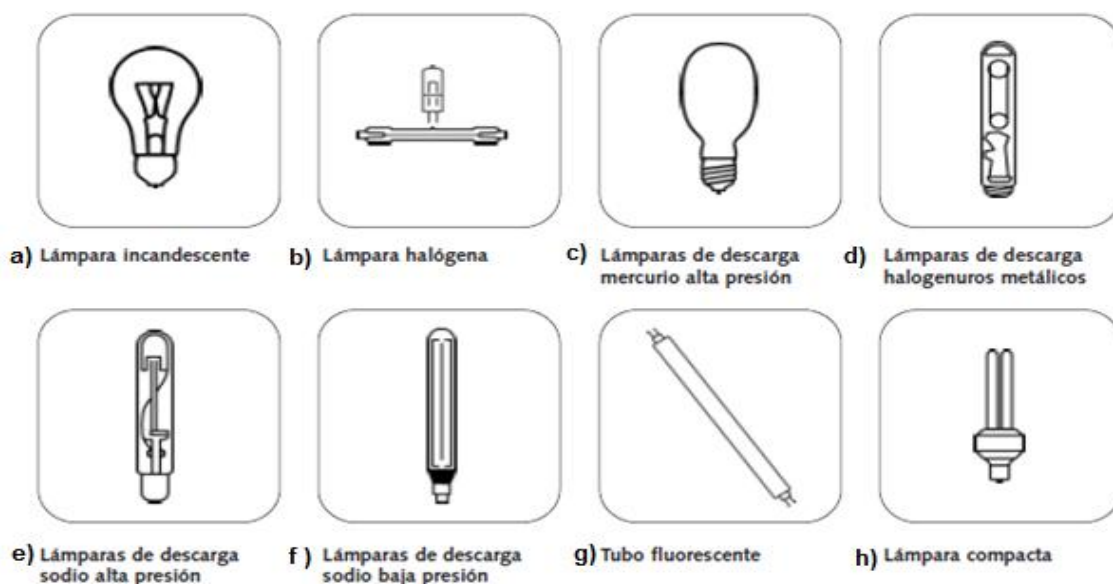 a) Lámpara incandescente
b) Lámpara halógena
c) Lámparas de descarga
mercurio alta presión
d) Lámparas de descarga
halogenuros metálicos
e) Lámparas de descarga
sodio alta presión
f) Lámparas de descarga
sodio baja presión
g) Tubo fluorescente
h) Lámpara compacta